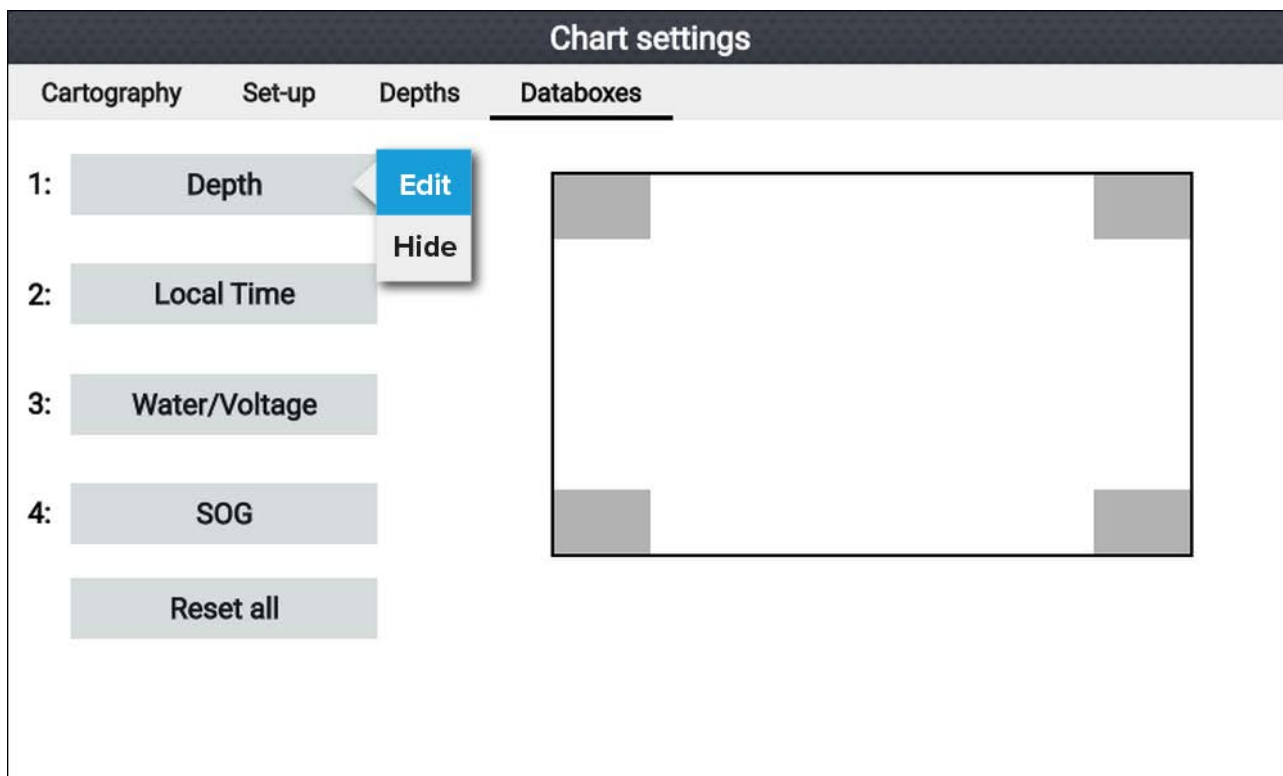 Chart settings
Cartography Set-up Depths Databoxes
1: Depth Edit
Hide
2: Local Time
3: Water/Voltage
4: SOG
Reset all